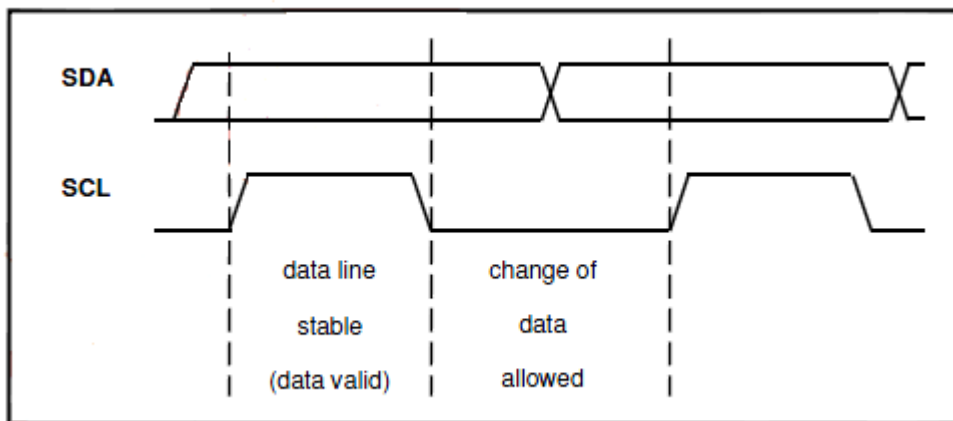 SDA
SCL
data line
stable
(data valid)
change of
data
allowed